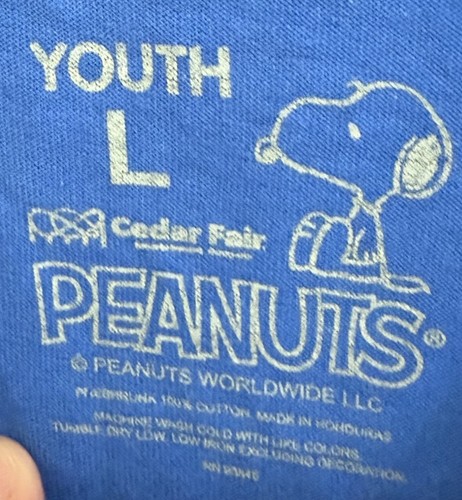 YOUTH
L
Cedar Fair
PEANUTS®
© PEANUTS WORLDWIDE LLC
100% COTTON. MADE IN HONDURAS
MACHINE WASH COLD WITH LIKE COLORS.
TUMBLE DRY LOW. LOW IRON EXCLUDING DECORATION.
RN